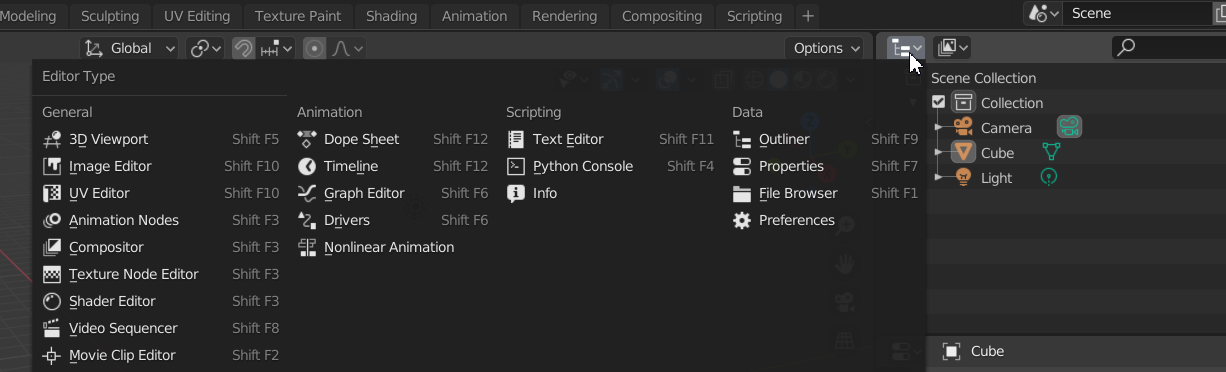 Modeling Sculpting UV Editing Texture Paint Shading Animation Rendering Compositing Scripting + Scene
Global Options
Editor Type
Scene Collection
General Animation Scripting Data
Collection
3D Viewport Shift F5 Dope Sheet Shift F12 Text Editor Shift F11 Outliner Shift F9
Camera
Image Editor Shift F10 Timeline Shift F12 Python Console Shift F4 Properties Shift F7
Cube
UV Editor Shift F10 Graph Editor Shift F6 Info File Browser Shift F1
Light
Animation Nodes Shift F3 Drivers Shift F6 Preferences
Compositor Shift F3 Nonlinear Animation
Texture Node Editor Shift F3
Shader Editor Shift F3
Video Sequencer Shift F8
Movie Clip Editor Shift F2
Cube